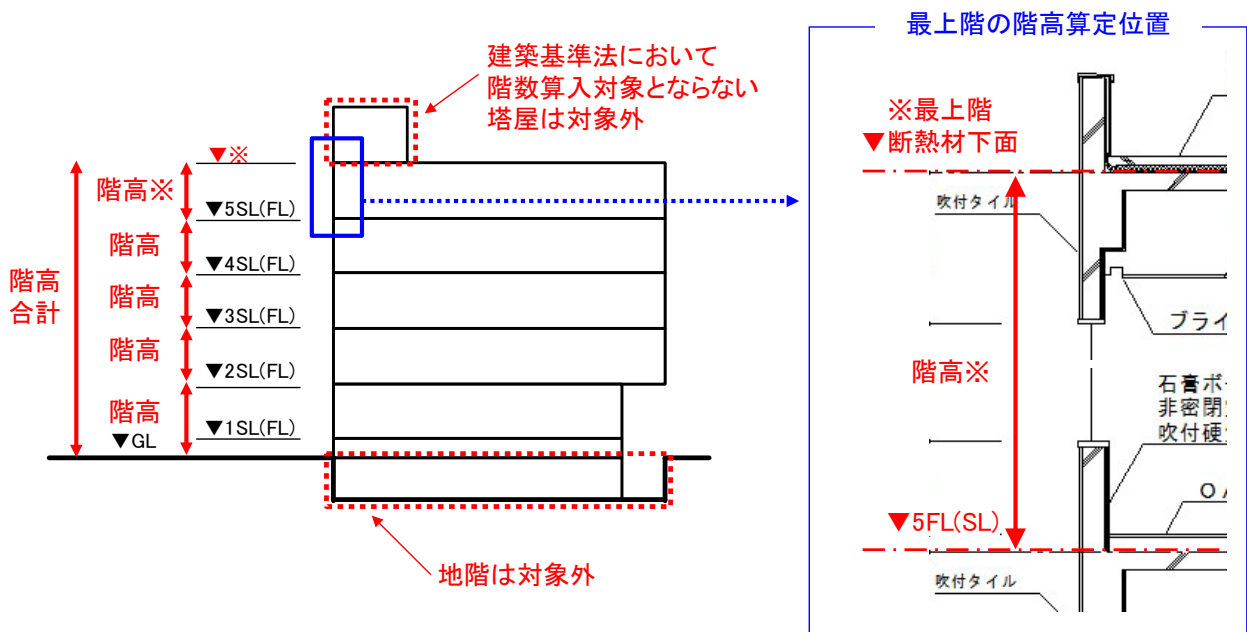 建築基準法において
階数算入対象とならない
塔屋は対象外
▼※
階高※
▼5SL(FL)
階高
▼4SL(FL)
階高
▼3SL(FL)
階高
▼2SL(FL)
階高
▼1SL(FL)
▼GL
階高
合計
地階は対象外
最上階の階高算定位置
※最上階
▼断熱材下面
吹付タイル
ブライ
階高※
石膏ボ
非密閉
吹付硬
OA
▼5FL(SL)
吹付タイル